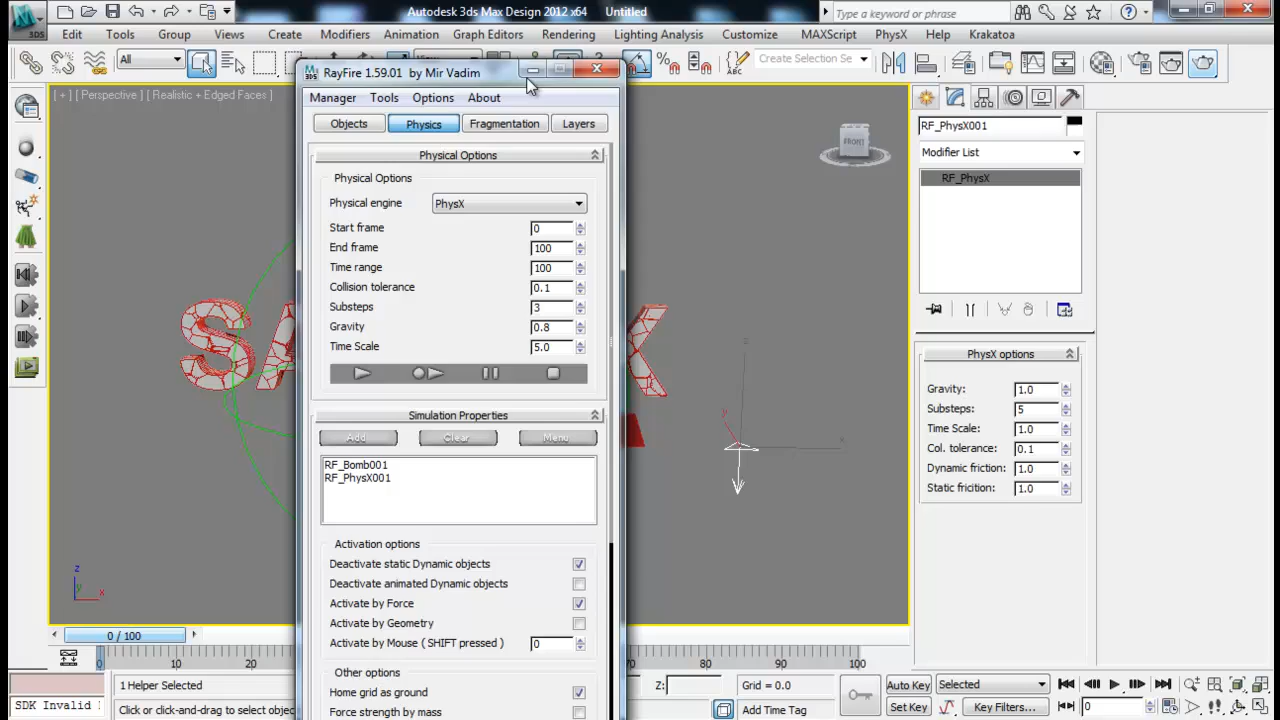 Autodesk 3ds Max Design 2012 x64 Untitled
Type a keyword or phrase
3DS
Edit Tools Group Views Create Modifiers Animation Graph Editors Rendering Lighting Analysis Customize MAXScript PhysX Help Krakatoa
All
Create Selection Se
RayFire 1.59.01 by Mir Vadim
Manager Tools Options About
Objects Physics Fragmentation Layers
[ + ] [ Perspective ] [ Realistic + Edged Faces ]
FRONT
RF_PhysX001
Modifier List
RF_PhysX
Physical Options
Physical Options
Physical engine PhysX
Start frame 0
End frame 100
Time range 100
Collision tolerance 0.1
Substeps 3
Gravity 0.8
Time Scale 5.0
Simulation Properties
Add Clear Menu
RF_Bomb001
RF_PhysX001
Activation options
Deactivate static Dynamic objects
Deactivate animated Dynamic objects
Activate by Force
Activate by Geometry
Activate by Mouse ( SHIFT pressed ) 0
Other options
Home grid as ground
Force strength by mass
PhysX options
Gravity: 1.0
Substeps: 5
Time Scale: 1.0
Col. tolerance: 0.1
Dynamic friction: 1.0
Static fricition: 1.0
z
y
x
z
y
x
0 / 100
0 10 20 70 80 90 100
1 Helper Selected
Z:
Grid = 0.0
Auto Key Selected
SDK Invalid
Click or click-and-drag to select objec
Add Time Tag
Set Key Key Filters... 0